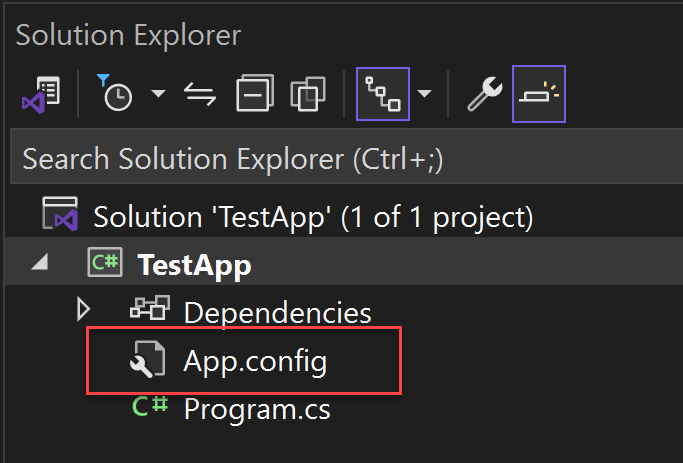 Solution Explorer
Search Solution Explorer (Ctrl+;)
Solution 'TestApp' (1 of 1 project)
C# TestApp
Dependencies
App.config
C# Program.cs